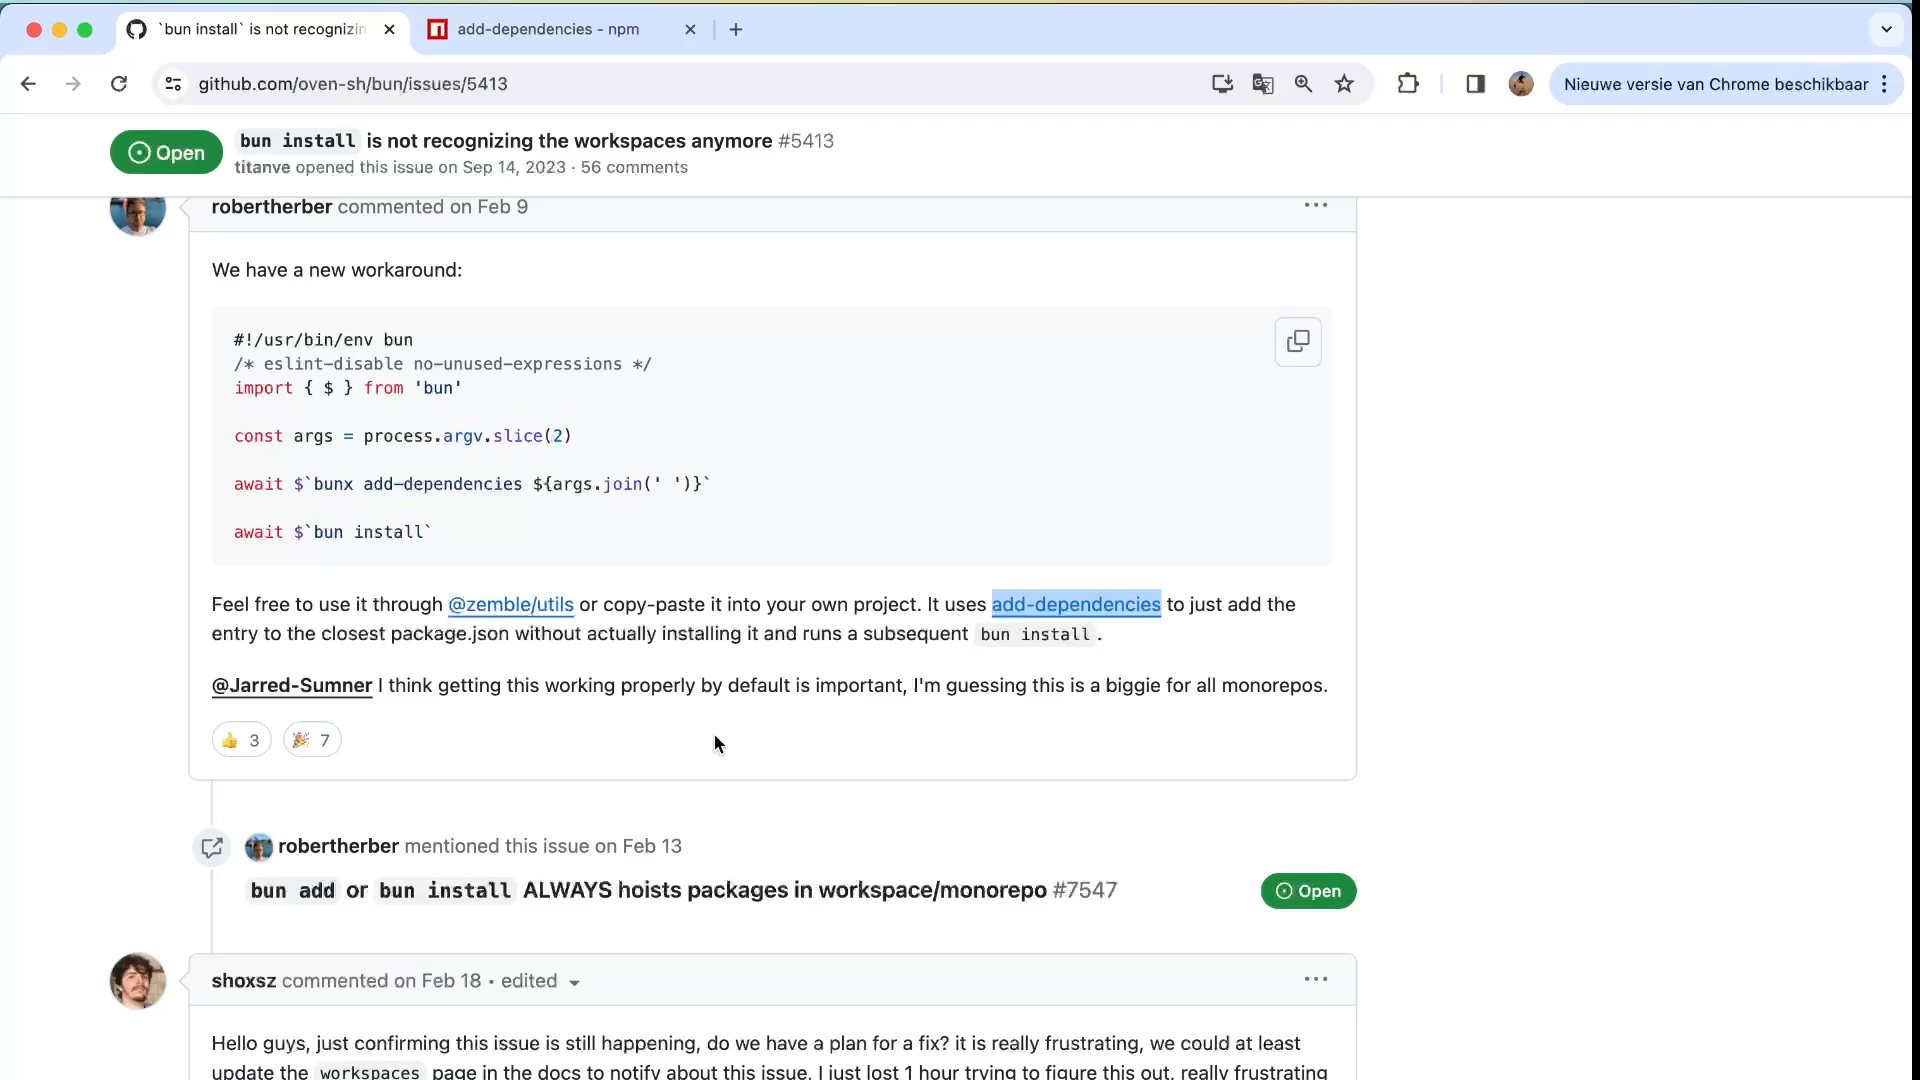 `bun install` is not recognizin
add-dependencies - npm
github.com/oven-sh/bun/issues/5413
Nieuwe versie van Chrome beschikbaar
Open
bun install is not recognizing the workspaces anymore #5413
titanve opened this issue on Sep 14, 2023 · 56 comments
robertherber commented on Feb 9
We have a new workaround:
#!/usr/bin/env bun
/* eslint-disable no-unused-expressions */
import { $ } from 'bun'
const args = process.argv.slice(2)
await $`bunx add-dependencies ${args.join(' ')}`
await $`bun install`
Feel free to use it through @zemble/utils or copy-paste it into your own project. It uses add-dependencies to just add the
entry to the closest package.json without actually installing it and runs a subsequent bun install.
@Jarred-Sumner I think getting this working properly by default is important, I'm guessing this is a biggie for all monorepos.
👍 3 🎉 7
robertherber mentioned this issue on Feb 13
bun add or bun install ALWAYS hoists packages in workspace/monorepo #7547
Open
shoxsz commented on Feb 18 • edited
Hello guys, just confirming this issue is still happening, do we have a plan for a fix? it is really frustrating, we could at least
update the workspaces page in the docs to notify about this issue, I just lost 1 hour trying to figure this out, really frustrating